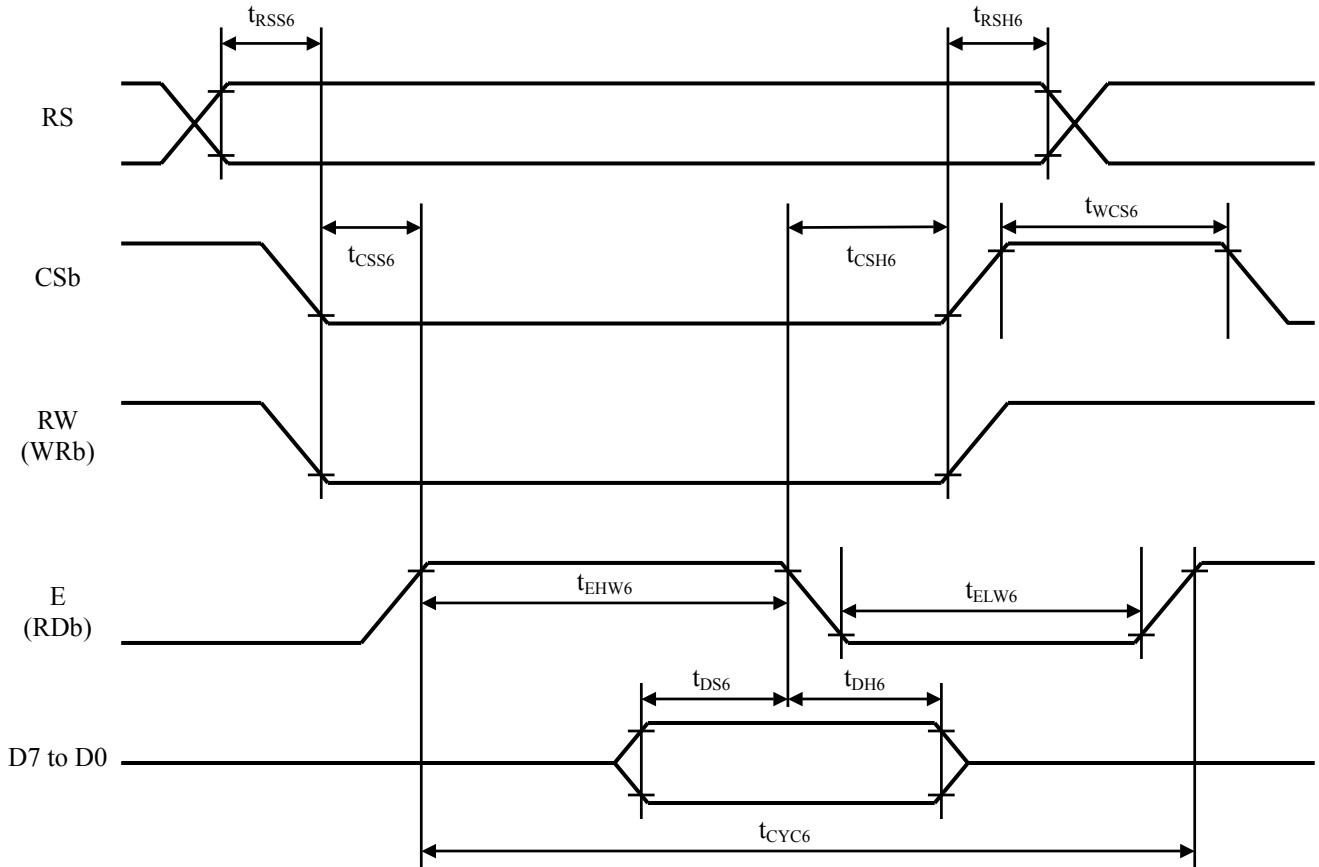 tRSS6
tRSH6
RS
tWCS6
tCSS6
tCSH6
CSb
RW
(WRb)
E
(RDb)
tEHW6
tELW6
tDS6
tDH6
D7 to D0
tCYC6